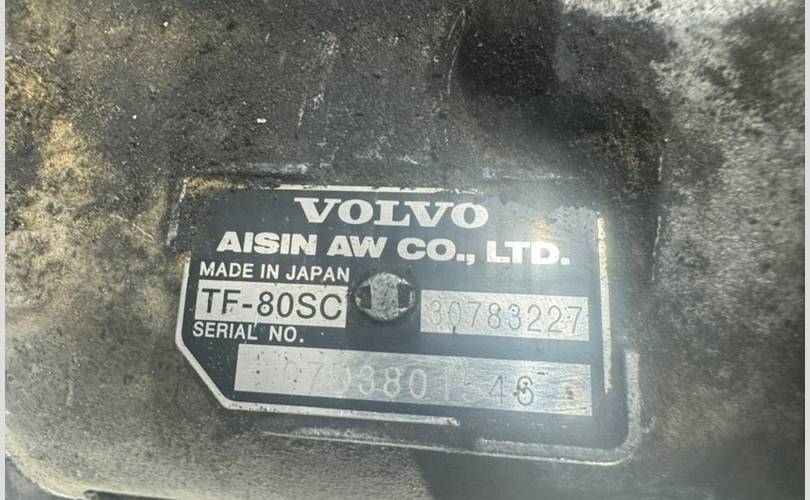 VOLVO
AISIN AW CO., LTD.
MADE IN JAPAN
TF-80SC 30783227
SERIAL NO.